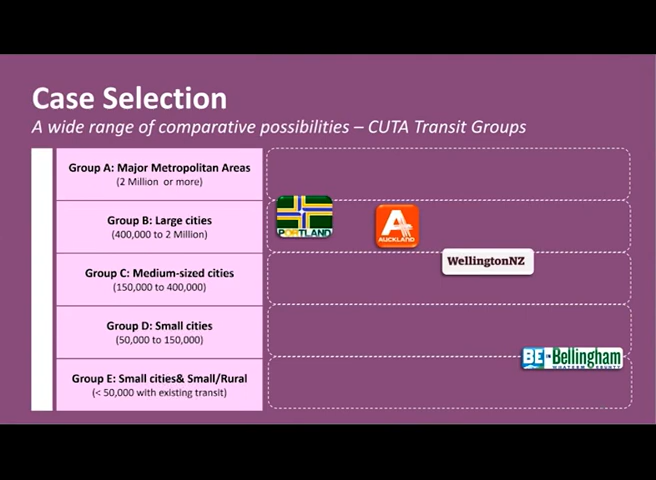 Case Selection
A wide range of comparative possibilities – CUTA Transit Groups
Group A: Major Metropolitan Areas
(2 Million or more)
Group B: Large cities
(400,000 to 2 Million)
PORTLAND
A
AUCKLAND
Group C: Medium-sized cities
(150,000 to 400,000)
WellingtonNZ
Group D: Small cities
(50,000 to 150,000)
BE in Bellingham
WHATCOM COUNTY
Group E: Small cities& Small/Rural
(< 50,000 with existing transit)